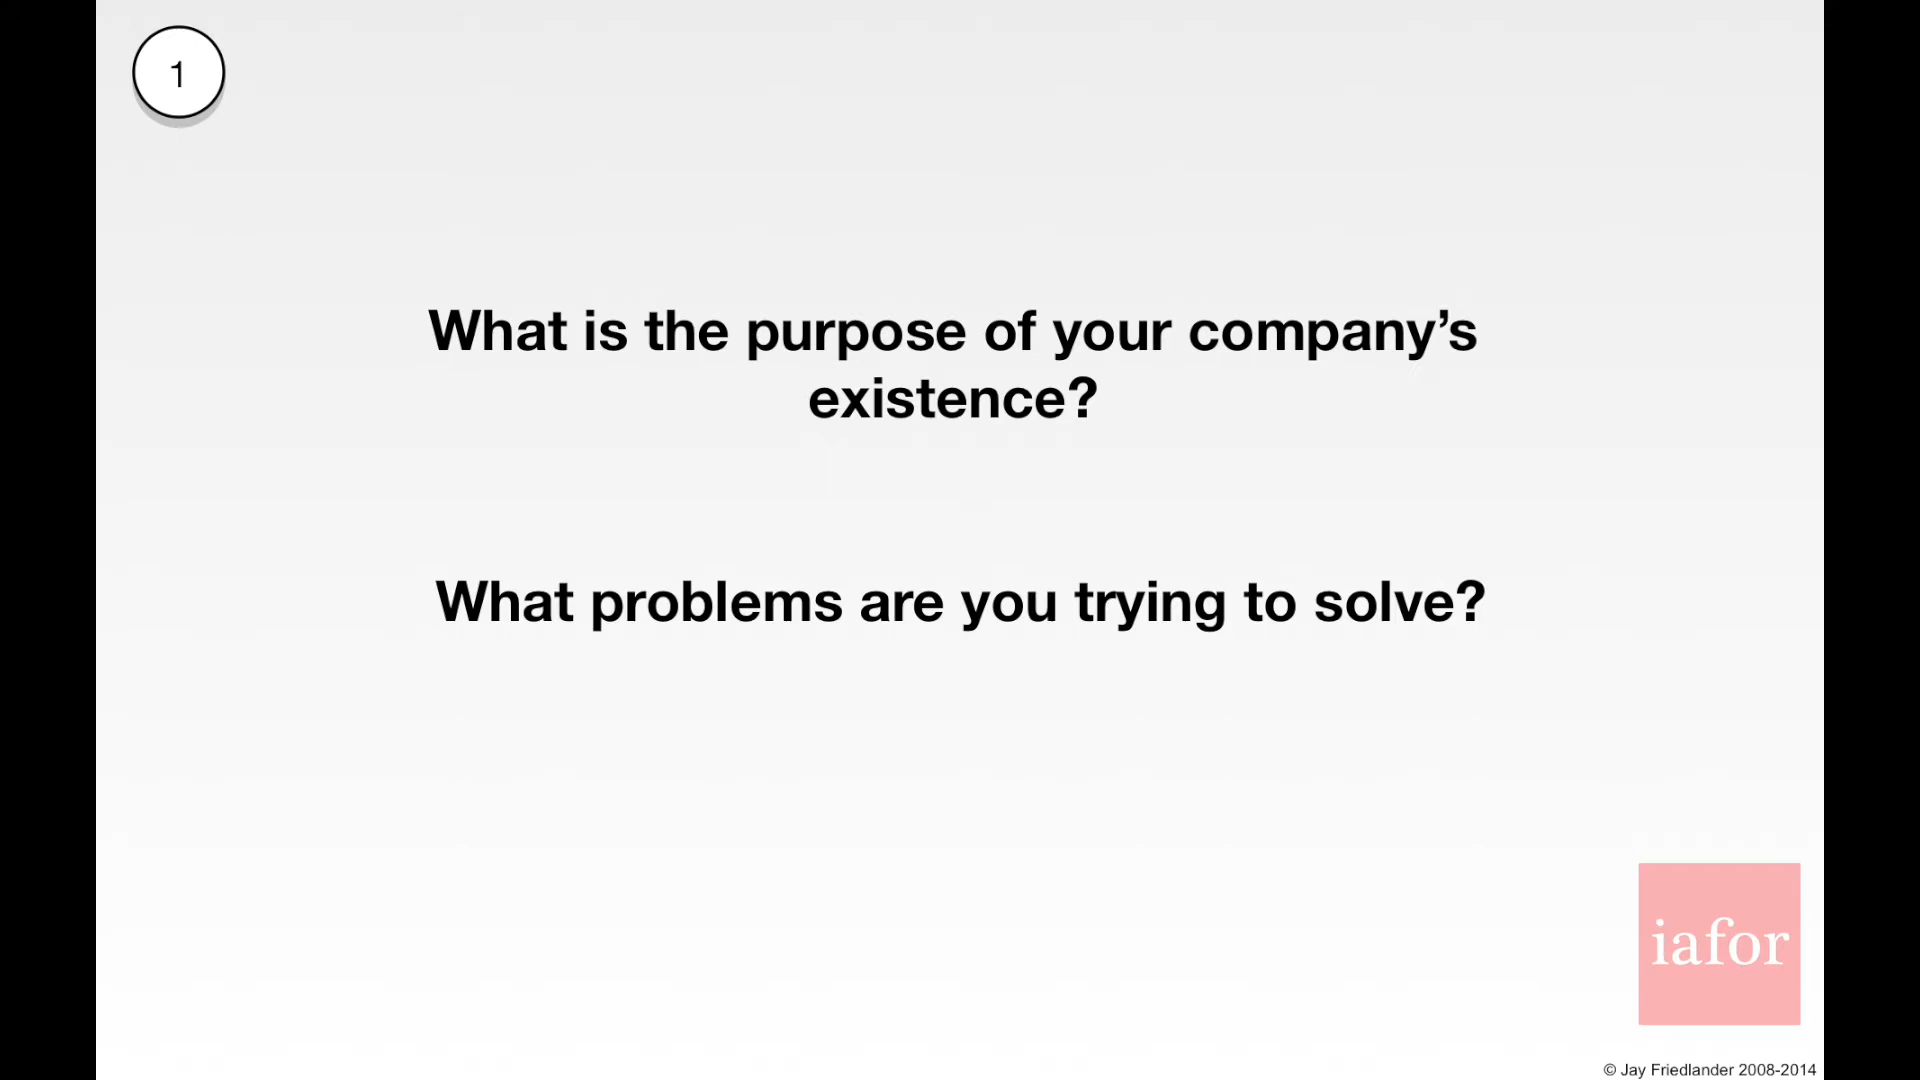 1
What is the purpose of your company’s
existence?
What problems are you trying to solve?
iafor
© Jay Friedlander 2008-2014